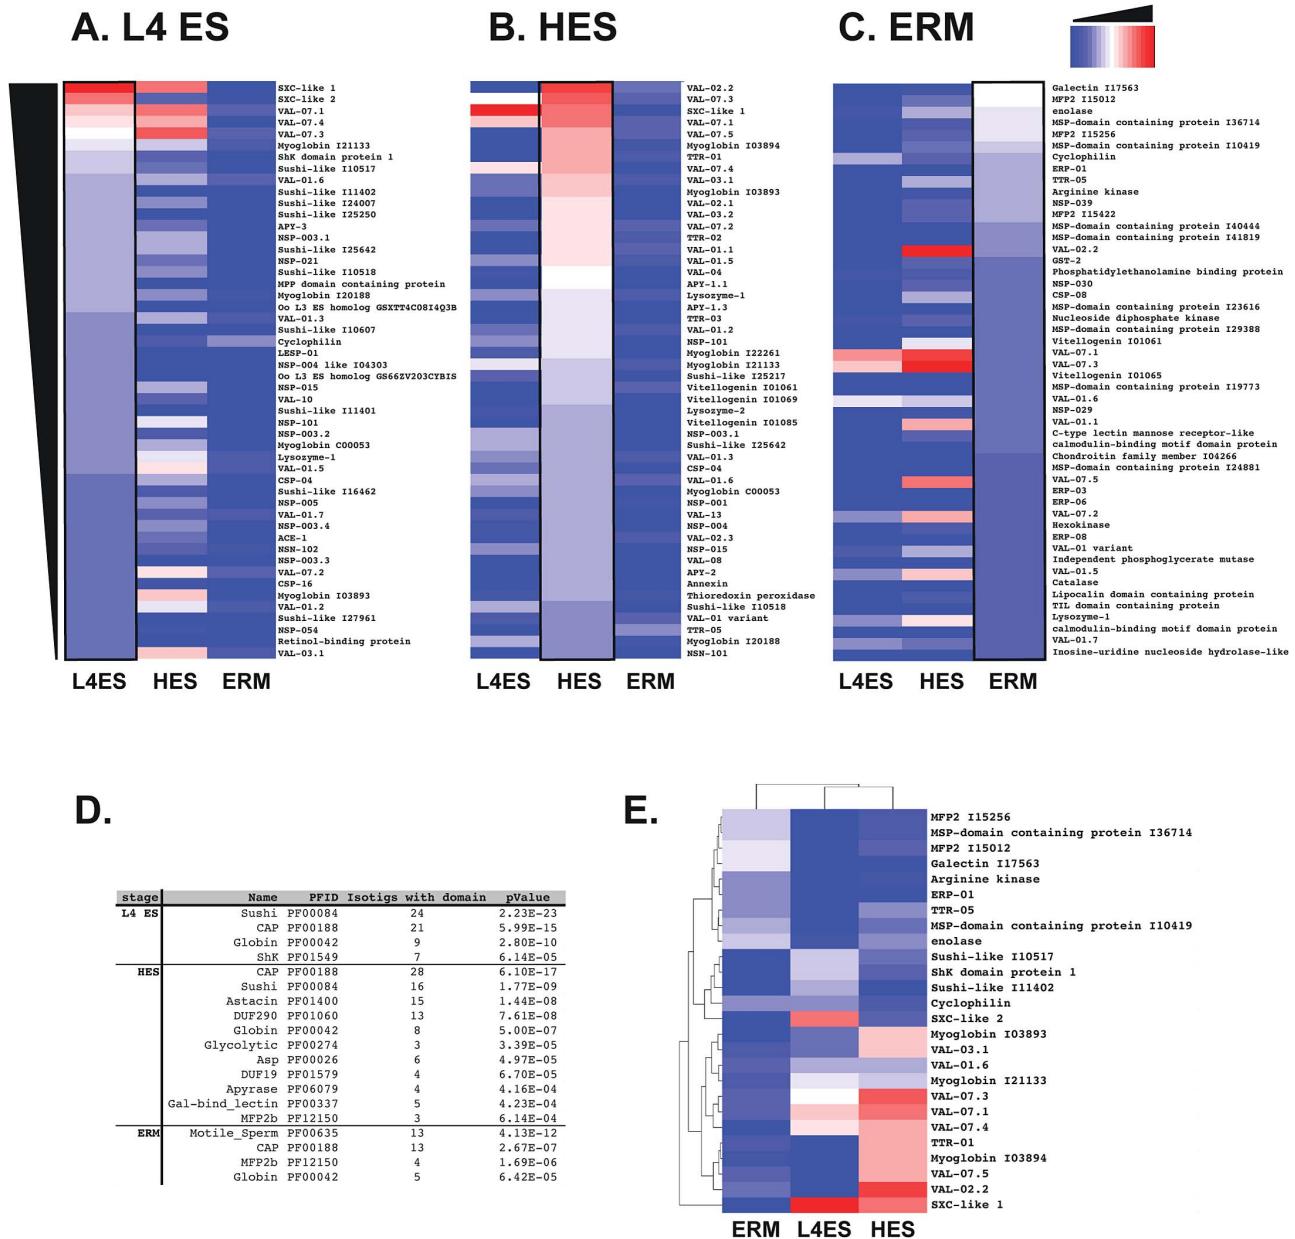 A. L4 ES
B. HES
C. ERM
SXC-like 1
SXC-like 2
VAL-07.1
VAL-07.4
VAL-07.3
Myoglobin I21133
ShK domain protein 1
Sushi-like I10517
VAL-01.6
Sushi-like I11402
Sushi-like I24007
Sushi-like I25250
APY-3
NSP-003.1
Sushi-like I25642
NSP-021
Sushi-like I10518
MPP domain containing protein
Myoglobin I20188
Oo L3 ES homolog GSXTT4C08I4Q3B
VAL-01.3
Sushi-like I10607
Cyclophilin
LESP-01
NSP-004 like I04303
Oo L3 ES homolog GS66ZV203CYBIS
NSP-015
VAL-10
Sushi-like I11401
NSP-101
NSP-003.2
Myoglobin C00053
Lysozyme-1
VAL-01.5
CSP-04
Sushi-like I16462
NSP-005
VAL-01.7
NSP-003.4
ACE-1
NSN-102
NSP-003.3
VAL-07.2
CSP-16
Myoglobin I03893
VAL-01.2
Sushi-like I27961
NSP-054
Retinol-binding protein
VAL-03.1
L4ES HES ERM
VAL-02.2
VAL-07.3
SXC-like 1
VAL-07.1
VAL-07.5
Myoglobin I03894
TTR-01
VAL-07.4
VAL-03.1
Myoglobin I03893
VAL-02.1
VAL-03.2
VAL-07.2
TTR-02
VAL-01.1
VAL-01.5
VAL-04
APY-1.1
Lysozyme-1
APY-1.3
TTR-03
VAL-01.2
NSP-101
Myoglobin I22261
Myoglobin I21133
Sushi-like I25217
Vitellogenin I01061
Vitellogenin I01069
Lysozyme-2
Vitellogenin I01085
NSP-003.1
Sushi-like I25642
VAL-01.3
CSP-04
VAL-01.6
Myoglobin C00053
NSP-001
VAL-13
NSP-004
VAL-02.3
NSP-015
VAL-08
APY-2
Annexin
Thioredoxin peroxidase
Sushi-like I10518
VAL-01 variant
TTR-05
Myoglobin I20188
NSN-101
L4ES HES ERM
Galectin I17563
MFP2 I15012
enolase
MSP-domain containing protein I36714
MFP2 I15256
MSP-domain containing protein I10419
Cyclophilin
ERP-01
TTR-05
Arginine kinase
NSP-039
MFP2 I15422
MSP-domain containing protein I40444
MSP-domain containing protein I41819
VAL-02.2
GST-2
Phosphatidylethanolamine binding protein
NSP-030
CSP-08
MSP-domain containing protein I23616
Nucleoside diphosphate kinase
MSP-domain containing protein I29388
Vitellogenin I01061
VAL-07.1
VAL-07.3
Vitellogenin I01065
MSP-domain containing protein I19773
VAL-01.6
NSP-029
VAL-01.1
C-type lectin mannose receptor-like
calmodulin-binding motif domain protein
Chondroitin family member I04266
MSP-domain containing protein I24881
VAL-07.5
ERP-03
ERP-06
VAL-07.2
Hexokinase
ERP-08
VAL-01 variant
Independent phosphoglycerate mutase
VAL-01.5
Catalase
Lipocalin domain containing protein
TIL domain containing protein
Lysozyme-1
calmodulin-binding motif domain protein
VAL-01.7
Inosine-uridine nucleoside hydrolase-like
L4ES HES ERM
D.
stage Name PFID Isotigs with domain pValue
L4 ES Sushi PF00084 24 2.23E-23
CAP PF00188 21 5.99E-15
Globin PF00042 9 2.80E-10
ShK PF01549 7 6.14E-05
HES CAP PF00188 28 6.10E-17
Sushi PF00084 16 1.77E-09
Astacin PF01400 15 1.44E-08
DUF290 PF01060 13 7.61E-08
Globin PF00042 8 5.00E-07
Glycolytic PF00274 3 3.39E-05
Asp PF00026 6 4.97E-05
DUF19 PF01579 4 6.70E-05
Apyrase PF06079 4 4.16E-04
Gal-bind_lectin PF00337 5 4.23E-04
MFP2b PF12150 3 6.14E-04
ERM Motile_Sperm PF00635 13 4.13E-12
CAP PF00188 13 2.67E-07
MFP2b PF12150 4 1.69E-06
Globin PF00042 5 6.42E-05
E.
MFP2 I15256
MSP-domain containing protein I36714
MFP2 I15012
Galectin I17563
Arginine kinase
ERP-01
TTR-05
MSP-domain containing protein I10419
enolase
Sushi-like I10517
ShK domain protein 1
Sushi-like I11402
Cyclophilin
SXC-like 2
Myoglobin I03893
VAL-03.1
VAL-01.6
Myoglobin I21133
VAL-07.3
VAL-07.1
VAL-07.4
TTR-01
Myoglobin I03894
VAL-07.5
VAL-02.2
SXC-like 1
ERM L4ES HES